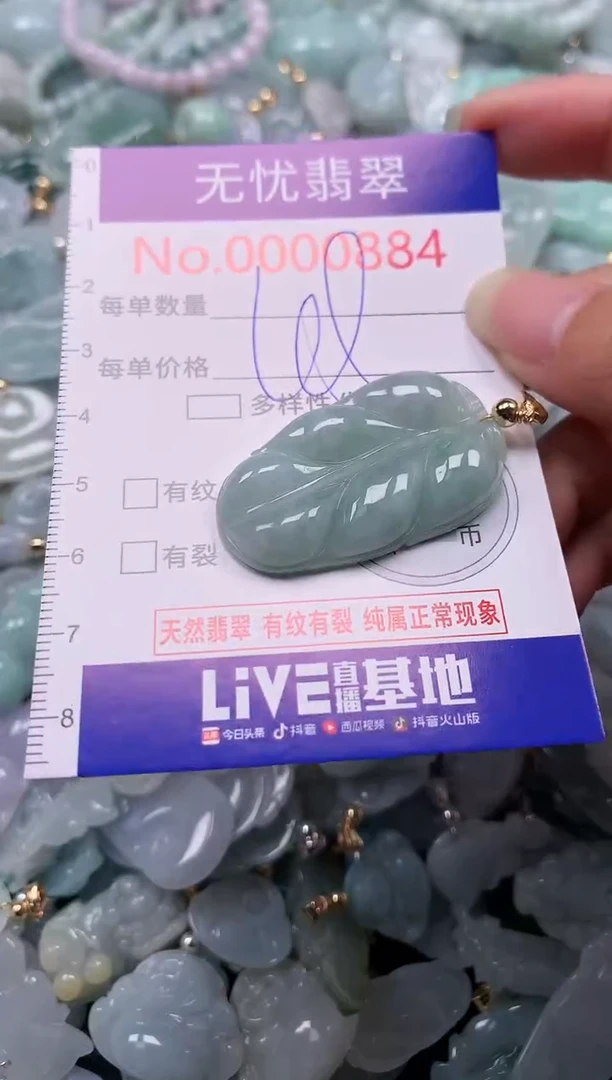 无忧翡翠
No.0000884
0
1
2
每单数量
3
每单价格
4
多样性
5
有纹
6
有裂
币
天然翡翠 有纹有裂 纯属正常现象
7
LiVE直播基地
8
今日头条 抖音 西瓜视频 抖音火山版